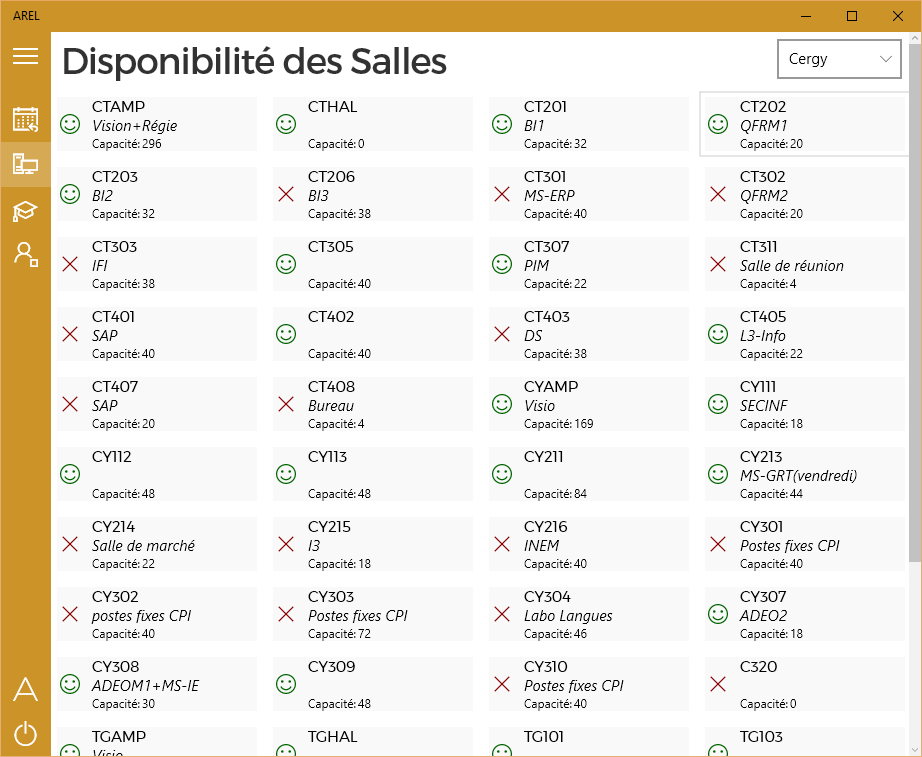 AREL
Disponibilité des Salles
Cergy
CTAMP
Vision+Régie
Capacité: 296
CTHAL
Capacité: 0
CT201
BI1
Capacité: 32
CT202
QFRM1
Capacité: 20
CT203
BI2
Capacité: 32
CT206
BI3
Capacité: 38
CT301
MS-ERP
Capacité: 40
CT302
QFRM2
Capacité: 20
CT303
IFI
Capacité: 38
CT305
Capacité: 40
CT307
PIM
Capacité: 22
CT311
Salle de réunion
Capacité: 4
CT401
SAP
Capacité: 40
CT402
Capacité: 40
CT403
DS
Capacité: 38
CT405
L3-Info
Capacité: 22
CT407
SAP
Capacité: 20
CT408
Bureau
Capacité: 4
CYAMP
Visio
Capacité: 169
CY111
SECINF
Capacité: 18
CY112
Capacité: 48
CY113
Capacité: 48
CY211
Capacité: 84
CY213
MS-GRT(vendredi)
Capacité: 44
CY214
Salle de marché
Capacité: 22
CY215
I3
Capacité: 18
CY216
INEM
Capacité: 40
CY301
Postes fixes CPI
Capacité: 40
CY302
postes fixes CPI
Capacité: 40
CY303
Postes fixes CPI
Capacité: 72
CY304
Labo Langues
Capacité: 46
CY307
ADEO2
Capacité: 18
CY308
ADEOM1+MS-IE
Capacité: 30
CY309
Capacité: 48
CY310
Postes fixes CPI
Capacité: 40
C320
Capacité: 0
TGAMP
Visio
TGHAL
TG101
TG103